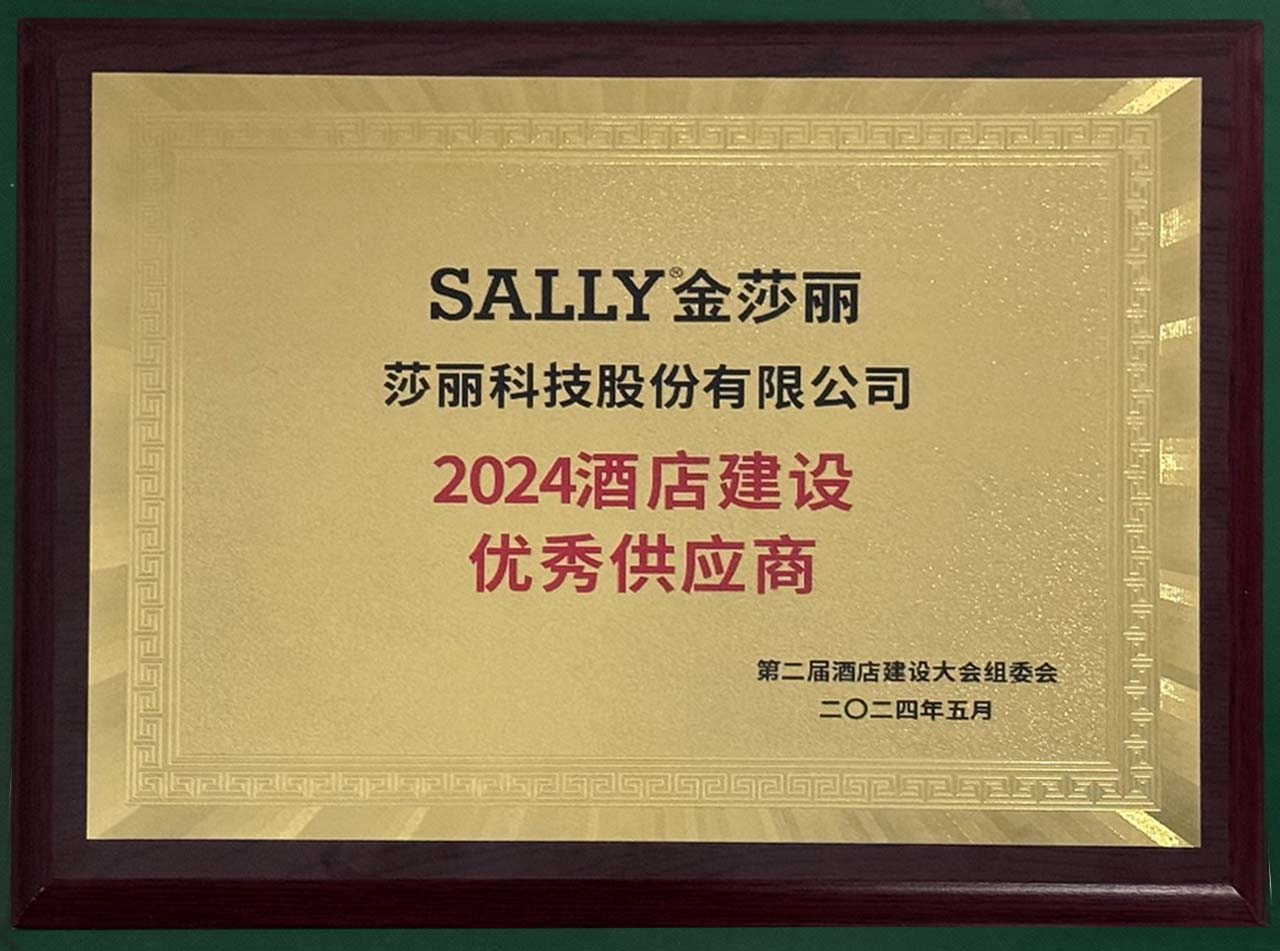 SALLY®金莎丽
莎丽科技股份有限公司
2024酒店建设
优秀供应商
第二届酒店建设大会组委会
二〇二四年五月